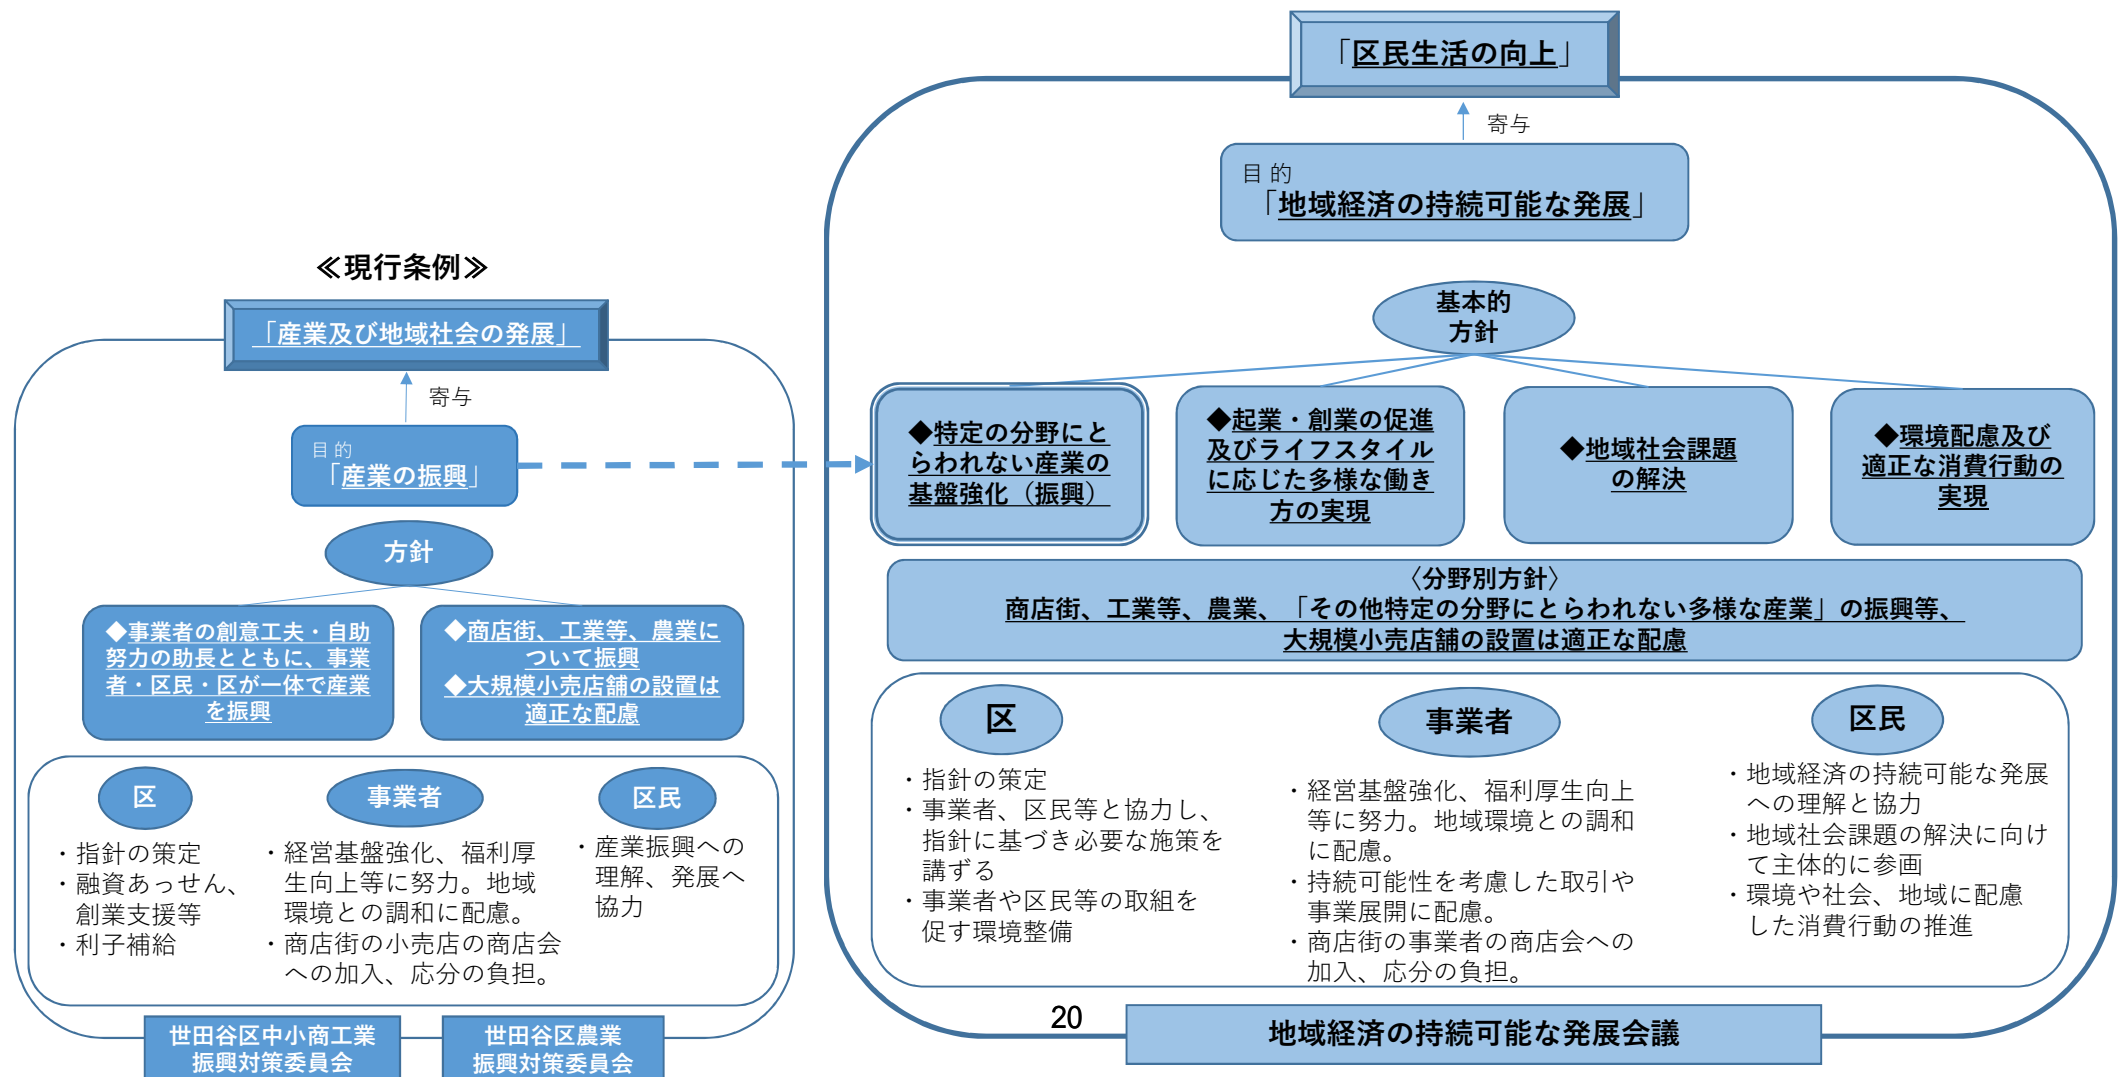 ≪現行条例≫
「産業及び地域社会の発展」
寄与
目的
「産業の振興」
方針
◆事業者の創意工夫・自助
努力の助長とともに、事業
者・区民・区が一体で産業
を振興
◆商店街、工業等、農業に
ついて振興
◆大規模小売店舗の設置は
適正な配慮
区
・指針の策定
・融資あっせん、
創業支援等
・利子補給
事業者
・経営基盤強化、福利厚
生向上等に努力。地域
環境との調和に配慮。
・商店街の小売店の商店会
への加入、応分の負担。
区民
・産業振興への
理解、発展へ
協力
世田谷区中小商工業
振興対策委員会
世田谷区農業
振興対策委員会
「区民生活の向上」
寄与
目的
「地域経済の持続可能な発展」
基本的
方針
◆特定の分野にと
らわれない産業の
基盤強化（振興）
◆起業・創業の促進
及びライフスタイル
に応じた多様な働き
方の実現
◆地域社会課題
の解決
◆環境配慮及び
適正な消費行動の
実現
〈分野別方針〉
商店街、工業等、農業、「その他特定の分野にとらわれない多様な産業」の振興等、
大規模小売店舗の設置は適正な配慮
区
・指針の策定
・事業者、区民等と協力し、
指針に基づき必要な施策を
講ずる
・事業者や区民等の取組を
促す環境整備
事業者
・経営基盤強化、福利厚生向上
等に努力。地域環境との調和
に配慮。
・持続可能性を考慮した取引や
事業展開に配慮。
・商店街の事業者の商店会への
加入、応分の負担。
区民
・地域経済の持続可能な発展
への理解と協力
・地域社会課題の解決に向け
て主体的に参画
・環境や社会、地域に配慮
した消費行動の推進
20
地域経済の持続可能な発展会議